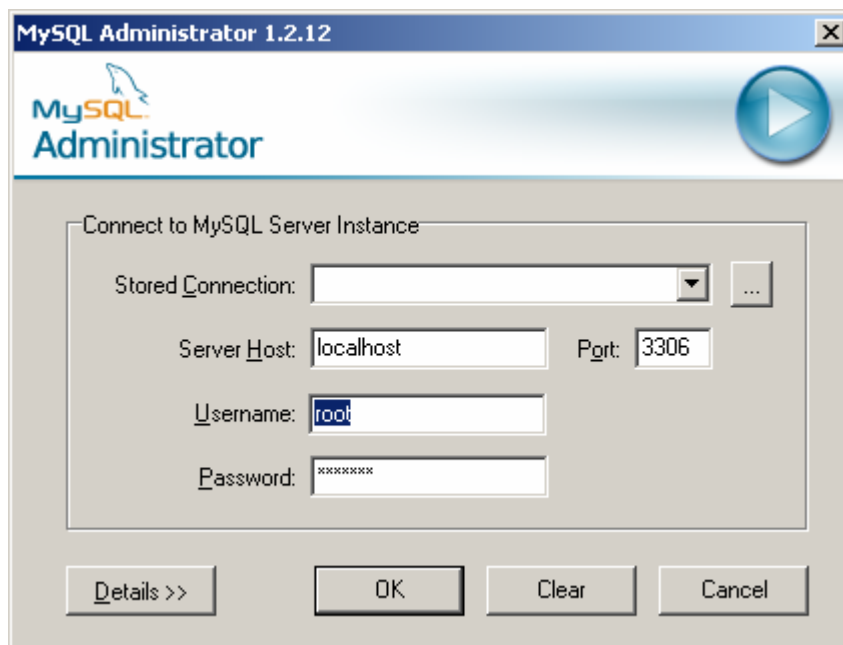 MySQL Administrator 1.2.12
MySQL
Administrator
Connect to MySQL Server Instance
Stored Connection: ...
Server Host: localhost Port: 3306
Username: root
Password: *******
Details >> OK Clear Cancel